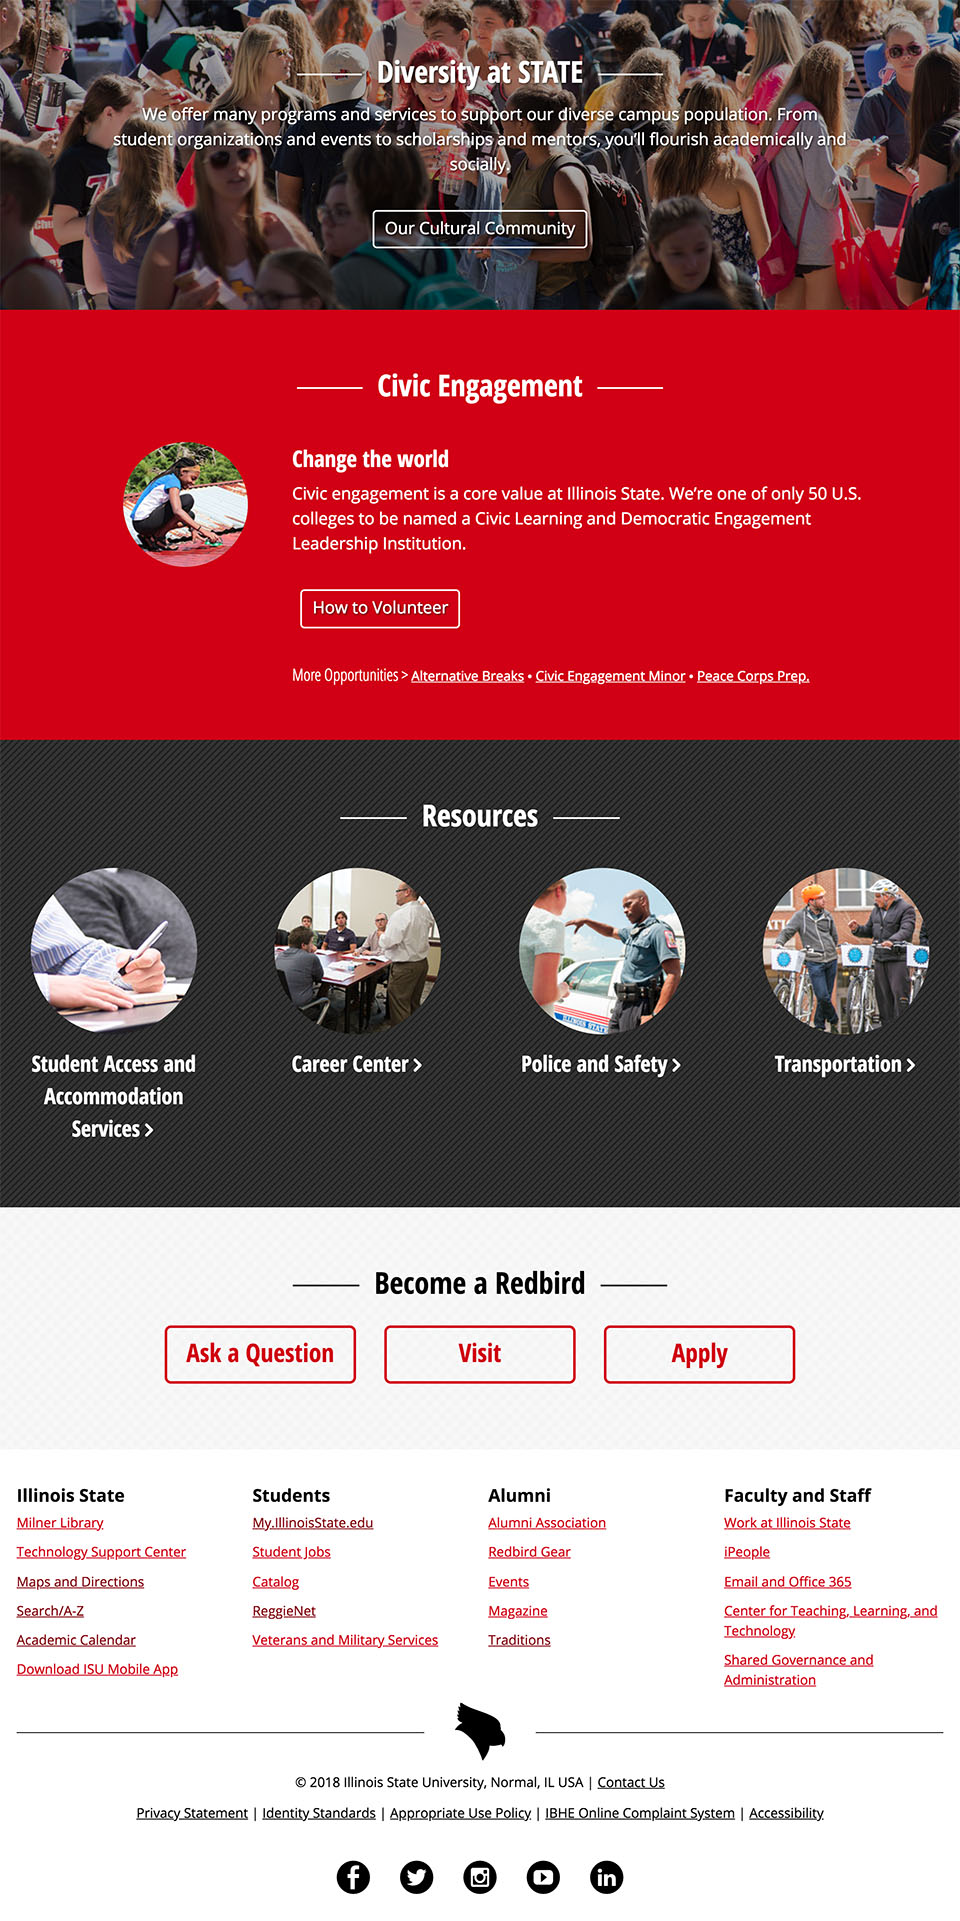 Diversity at STATE
We offer many programs and services to support our diverse campus population. From
student organizations and events to scholarships and mentors, you'll flourish academically and
socially.
Our Cultural Community
Civic Engagement
Change the world
Civic engagement is a core value at Illinois State. We’re one of only 50 U.S.
colleges to be named a Civic Learning and Democratic Engagement
Leadership Institution.
How to Volunteer
More Opportunities > Alternative Breaks • Civic Engagement Minor • Peace Corps Prep.
Resources
ILLINOIS STATE
Student Access and
Accommodation
Services >
Career Center >
Police and Safety >
Transportation >
Become a Redbird
Ask a Question
Visit
Apply
Illinois State
Milner Library
Technology Support Center
Maps and Directions
Search/A-Z
Academic Calendar
Download ISU Mobile App
Students
My.IllinoisState.edu
Student Jobs
Catalog
ReggieNet
Veterans and Military Services
Alumni
Alumni Association
Redbird Gear
Events
Magazine
Traditions
Faculty and Staff
Work at Illinois State
iPeople
Email and Office 365
Center for Teaching, Learning, and
Technology
Shared Governance and
Administration
© 2018 Illinois State University, Normal, IL USA | Contact Us
Privacy Statement | Identity Standards | Appropriate Use Policy | IBHE Online Complaint System | Accessibility